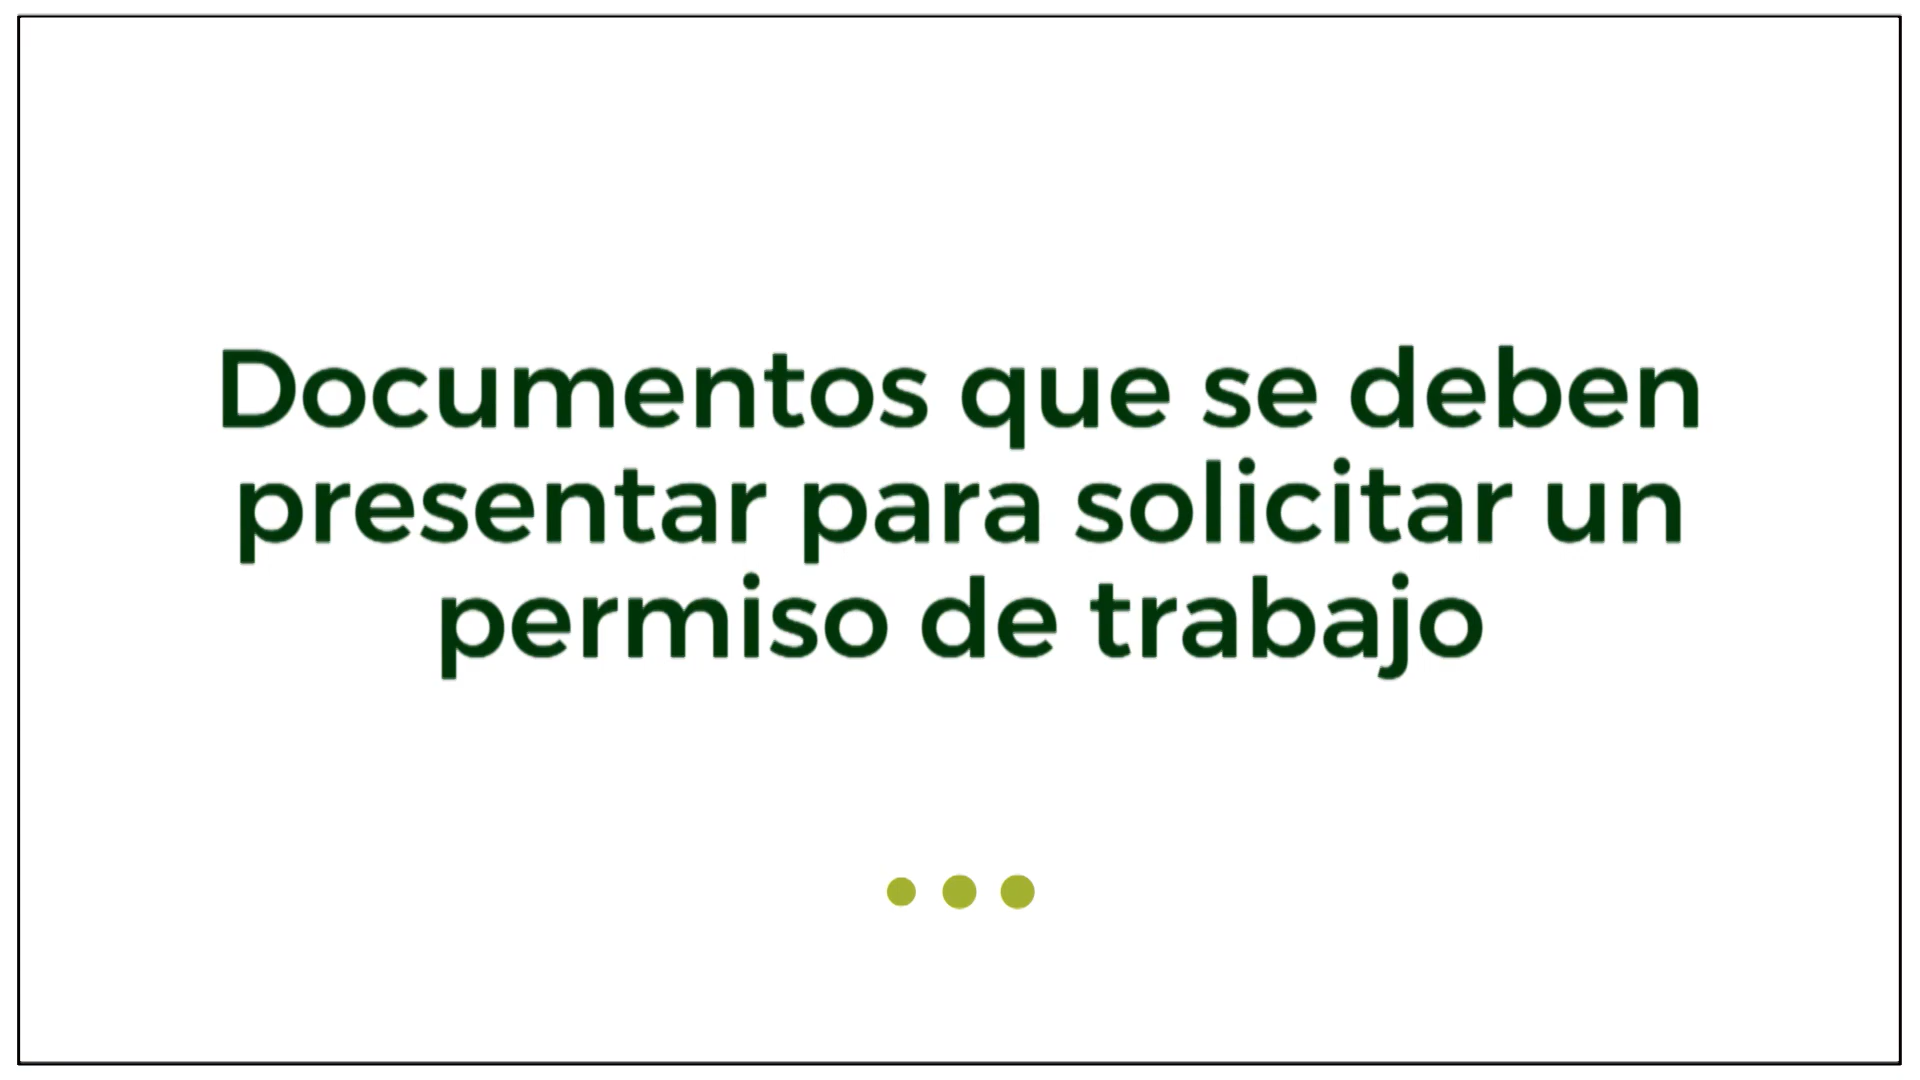 Documentos que se deben
presentar para solicitar un
permiso de trabajo